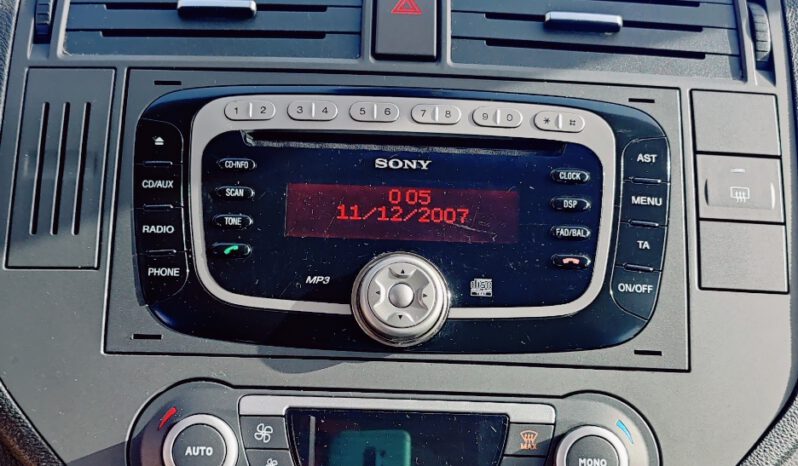 1 2 3 4 5 6 7 8 9 0 * #
SONY
CD-INFO
SCAN
TONE
CD/AUX
RADIO
PHONE
0 05
11/12/2007
CLOCK
DSP
FAD/BAL
AST
MENU
TA
ON/OFF
MP3
AUTO
MAX
MONO